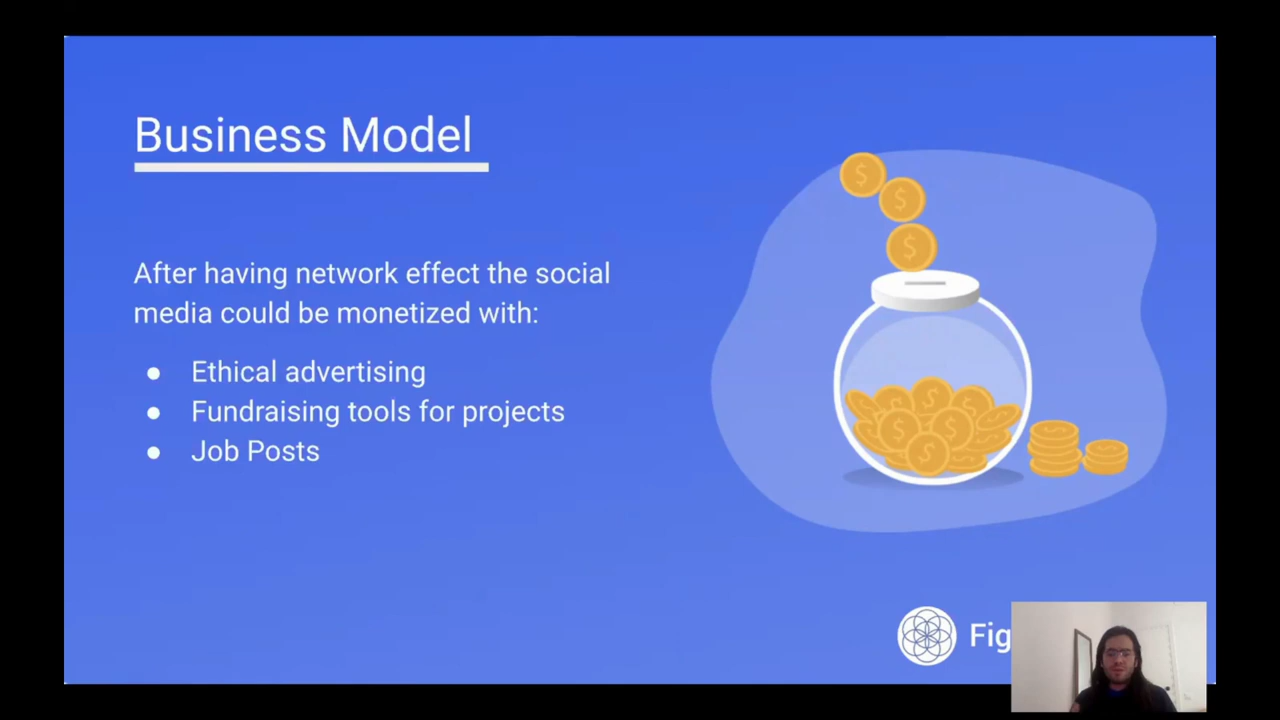 Business Model
After having network effect the social
media could be monetized with:
● Ethical advertising
● Fundraising tools for projects
● Job Posts